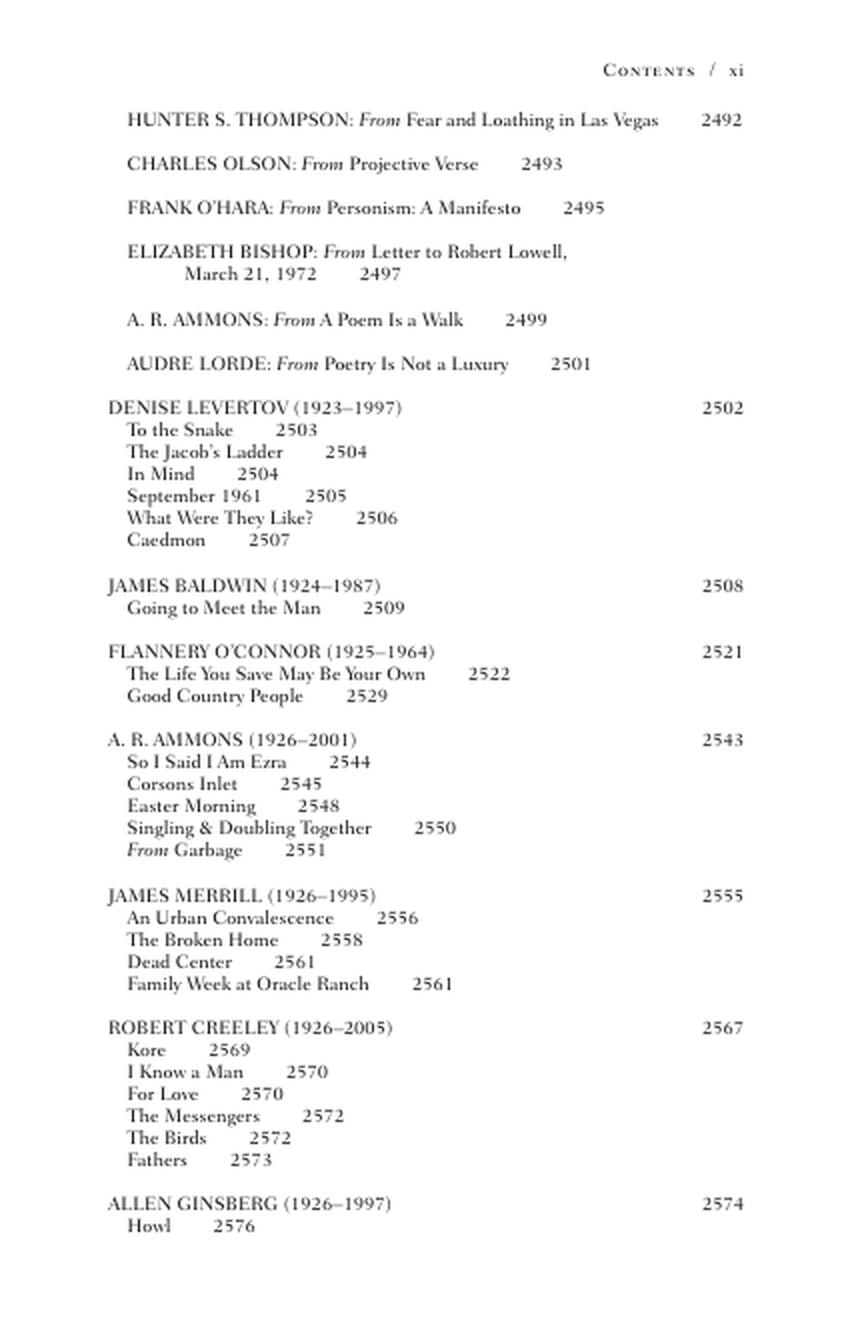 CONTENTS / xi
HUNTER S. THOMPSON: From Fear and Loathing in Las Vegas 2492
CHARLES OLSON: From Projective Verse 2493
FRANK O'HARA: From Personism: A Manifesto 2495
ELIZABETH BISHOP: From Letter to Robert Lowell,
March 21, 1972 2497
A. R. AMMONS: From A Poem Is a Walk 2499
AUDRE LORDE: From Poetry Is Not a Luxury 2501
DENISE LEVERTOV (1923–1997) 2502
To the Snake 2503
The Jacob's Ladder 2504
In Mind 2504
September 1961 2505
What Were They Like? 2506
Caedmon 2507
JAMES BALDWIN (1924–1987) 2508
Going to Meet the Man 2509
FLANNERY O'CONNOR (1925–1964) 2521
The Life You Save May Be Your Own 2522
Good Country People 2529
A. R. AMMONS (1926–2001) 2543
So I Said I Am Ezra 2544
Corsons Inlet 2545
Easter Morning 2548
Singling & Doubling Together 2550
From Garbage 2551
JAMES MERRILL (1926–1995) 2555
An Urban Convalescence 2556
The Broken Home 2558
Dead Center 2561
Family Week at Oracle Ranch 2561
ROBERT CREELEY (1926–2005) 2567
Kore 2569
I Know a Man 2570
For Love 2570
The Messengers 2572
The Birds 2572
Fathers 2573
ALLEN GINSBERG (1926–1997) 2574
Howl 2576